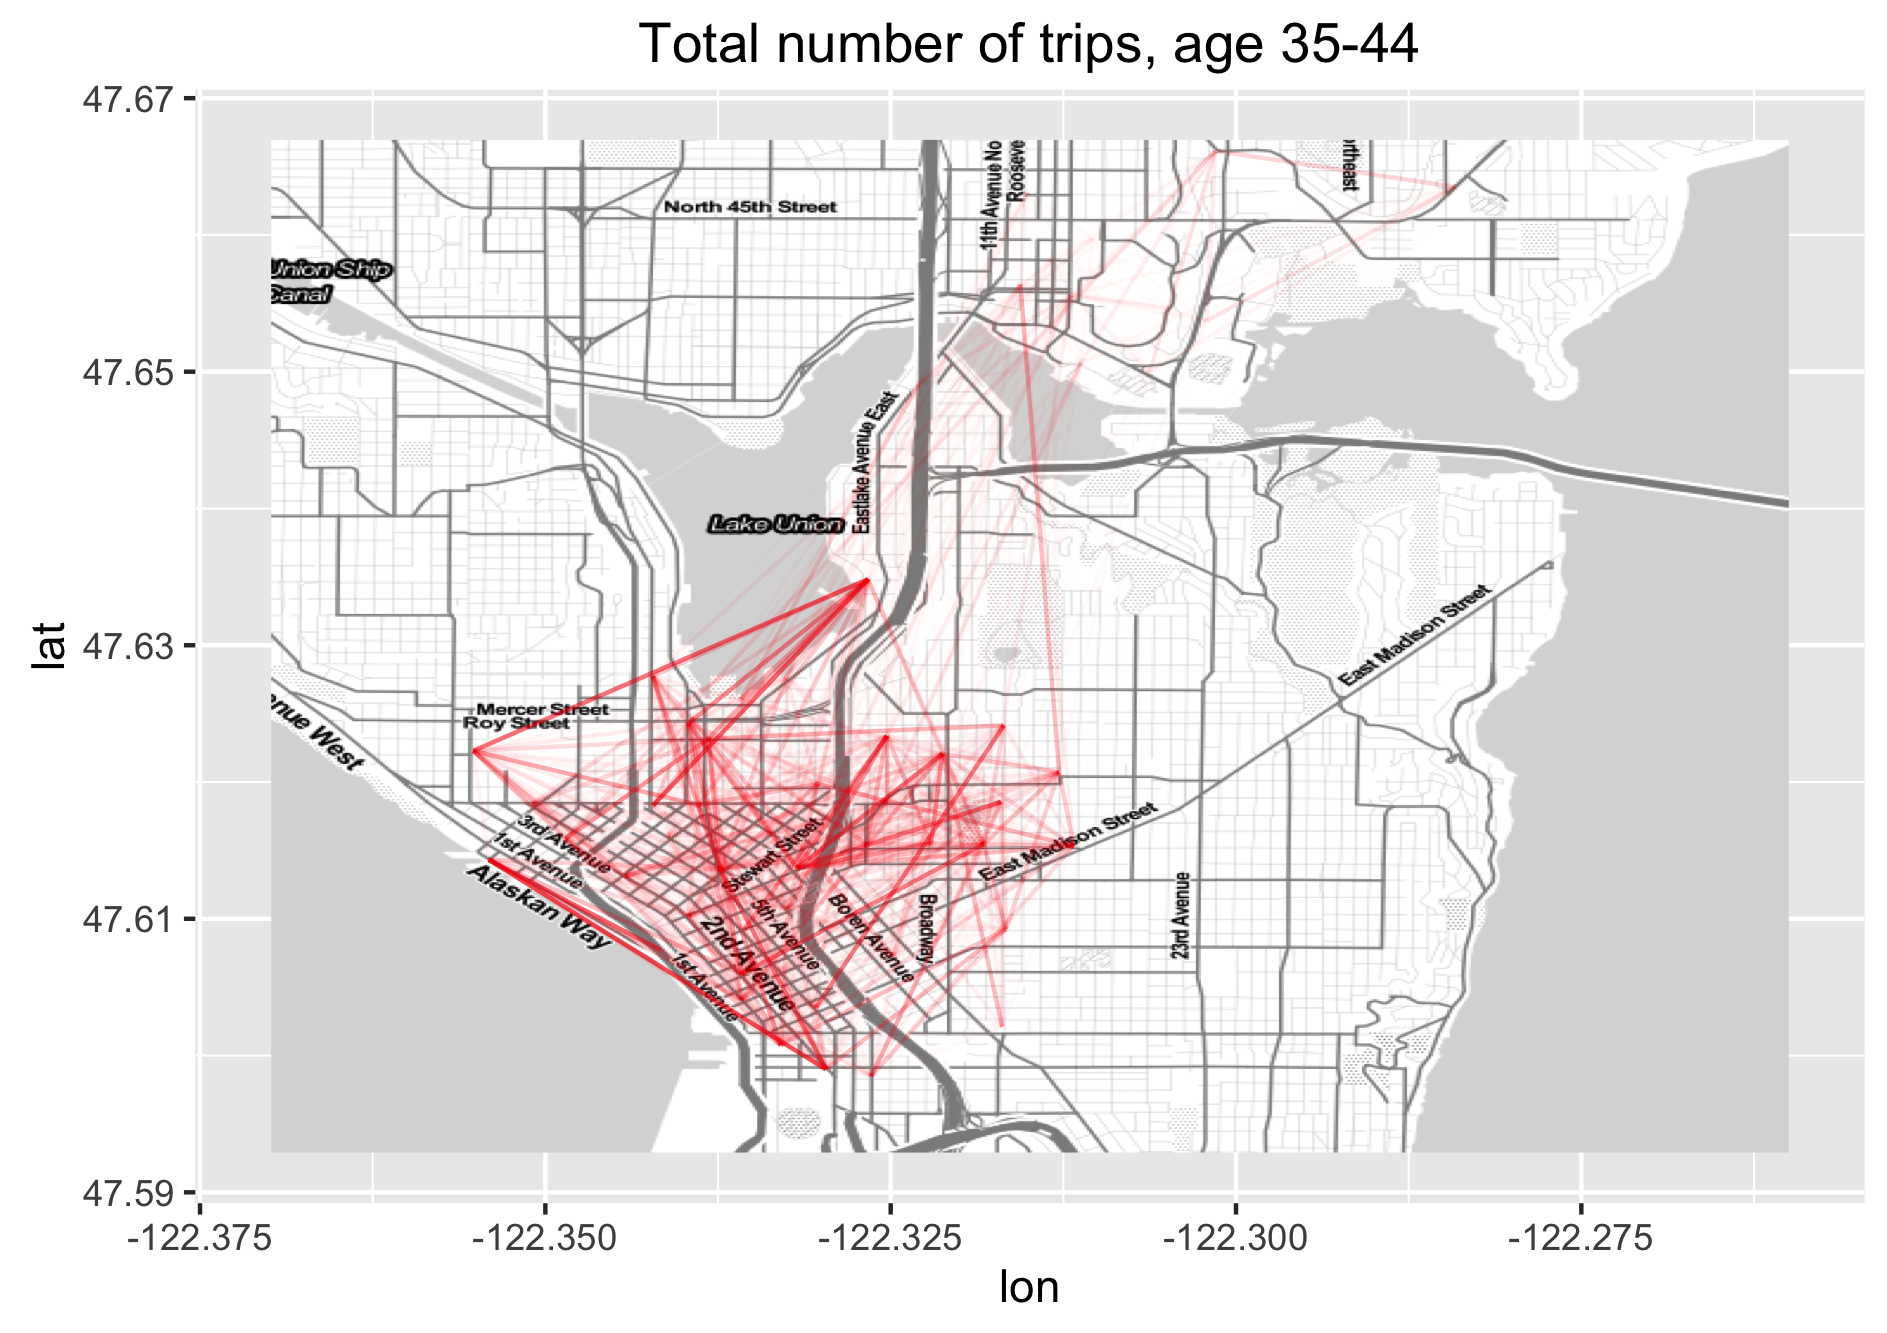 Total number of trips, age 35-44
47.67
47.65
47.63
47.61
47.59
lat
11th Avenue No
Rooseve
rtheast
North 45th Street
Union Ship
Canal
Eastlake Avenue East
Lake Union
East Madison Street
Mercer Street
Roy Street
enue West
3rd Avenue
1st Avenue
Alaskan Way
Stewart Street
East Madison Street
5th Avenue
2nd Avenue
1st Avenue
Boren Avenue
Broadway
23rd Avenue
-122.375
-122.350
-122.325
-122.300
-122.275
lon